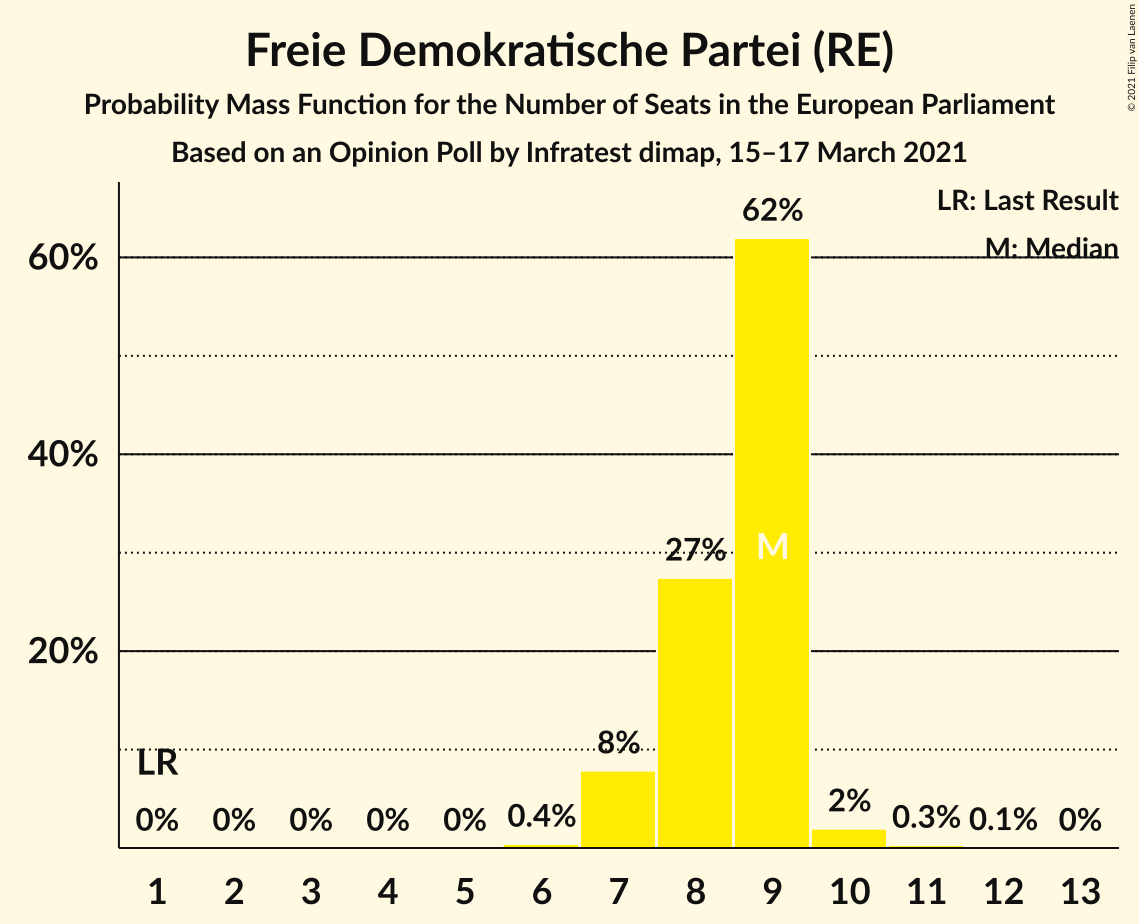 Freie Demokratische Partei (RE)
Probability Mass Function for the Number of Seats in the European Parliament
Based on an Opinion Poll by Infratest dimap, 15–17 March 2021
© 2021 Filip van Laenen
LR: Last Result
M: Median
60%
40%
20%
LR
M
0% 0% 0% 0% 0% 0.4% 8% 27% 62% 2% 0.3% 0.1% 0%
1 2 3 4 5 6 7 8 9 10 11 12 13